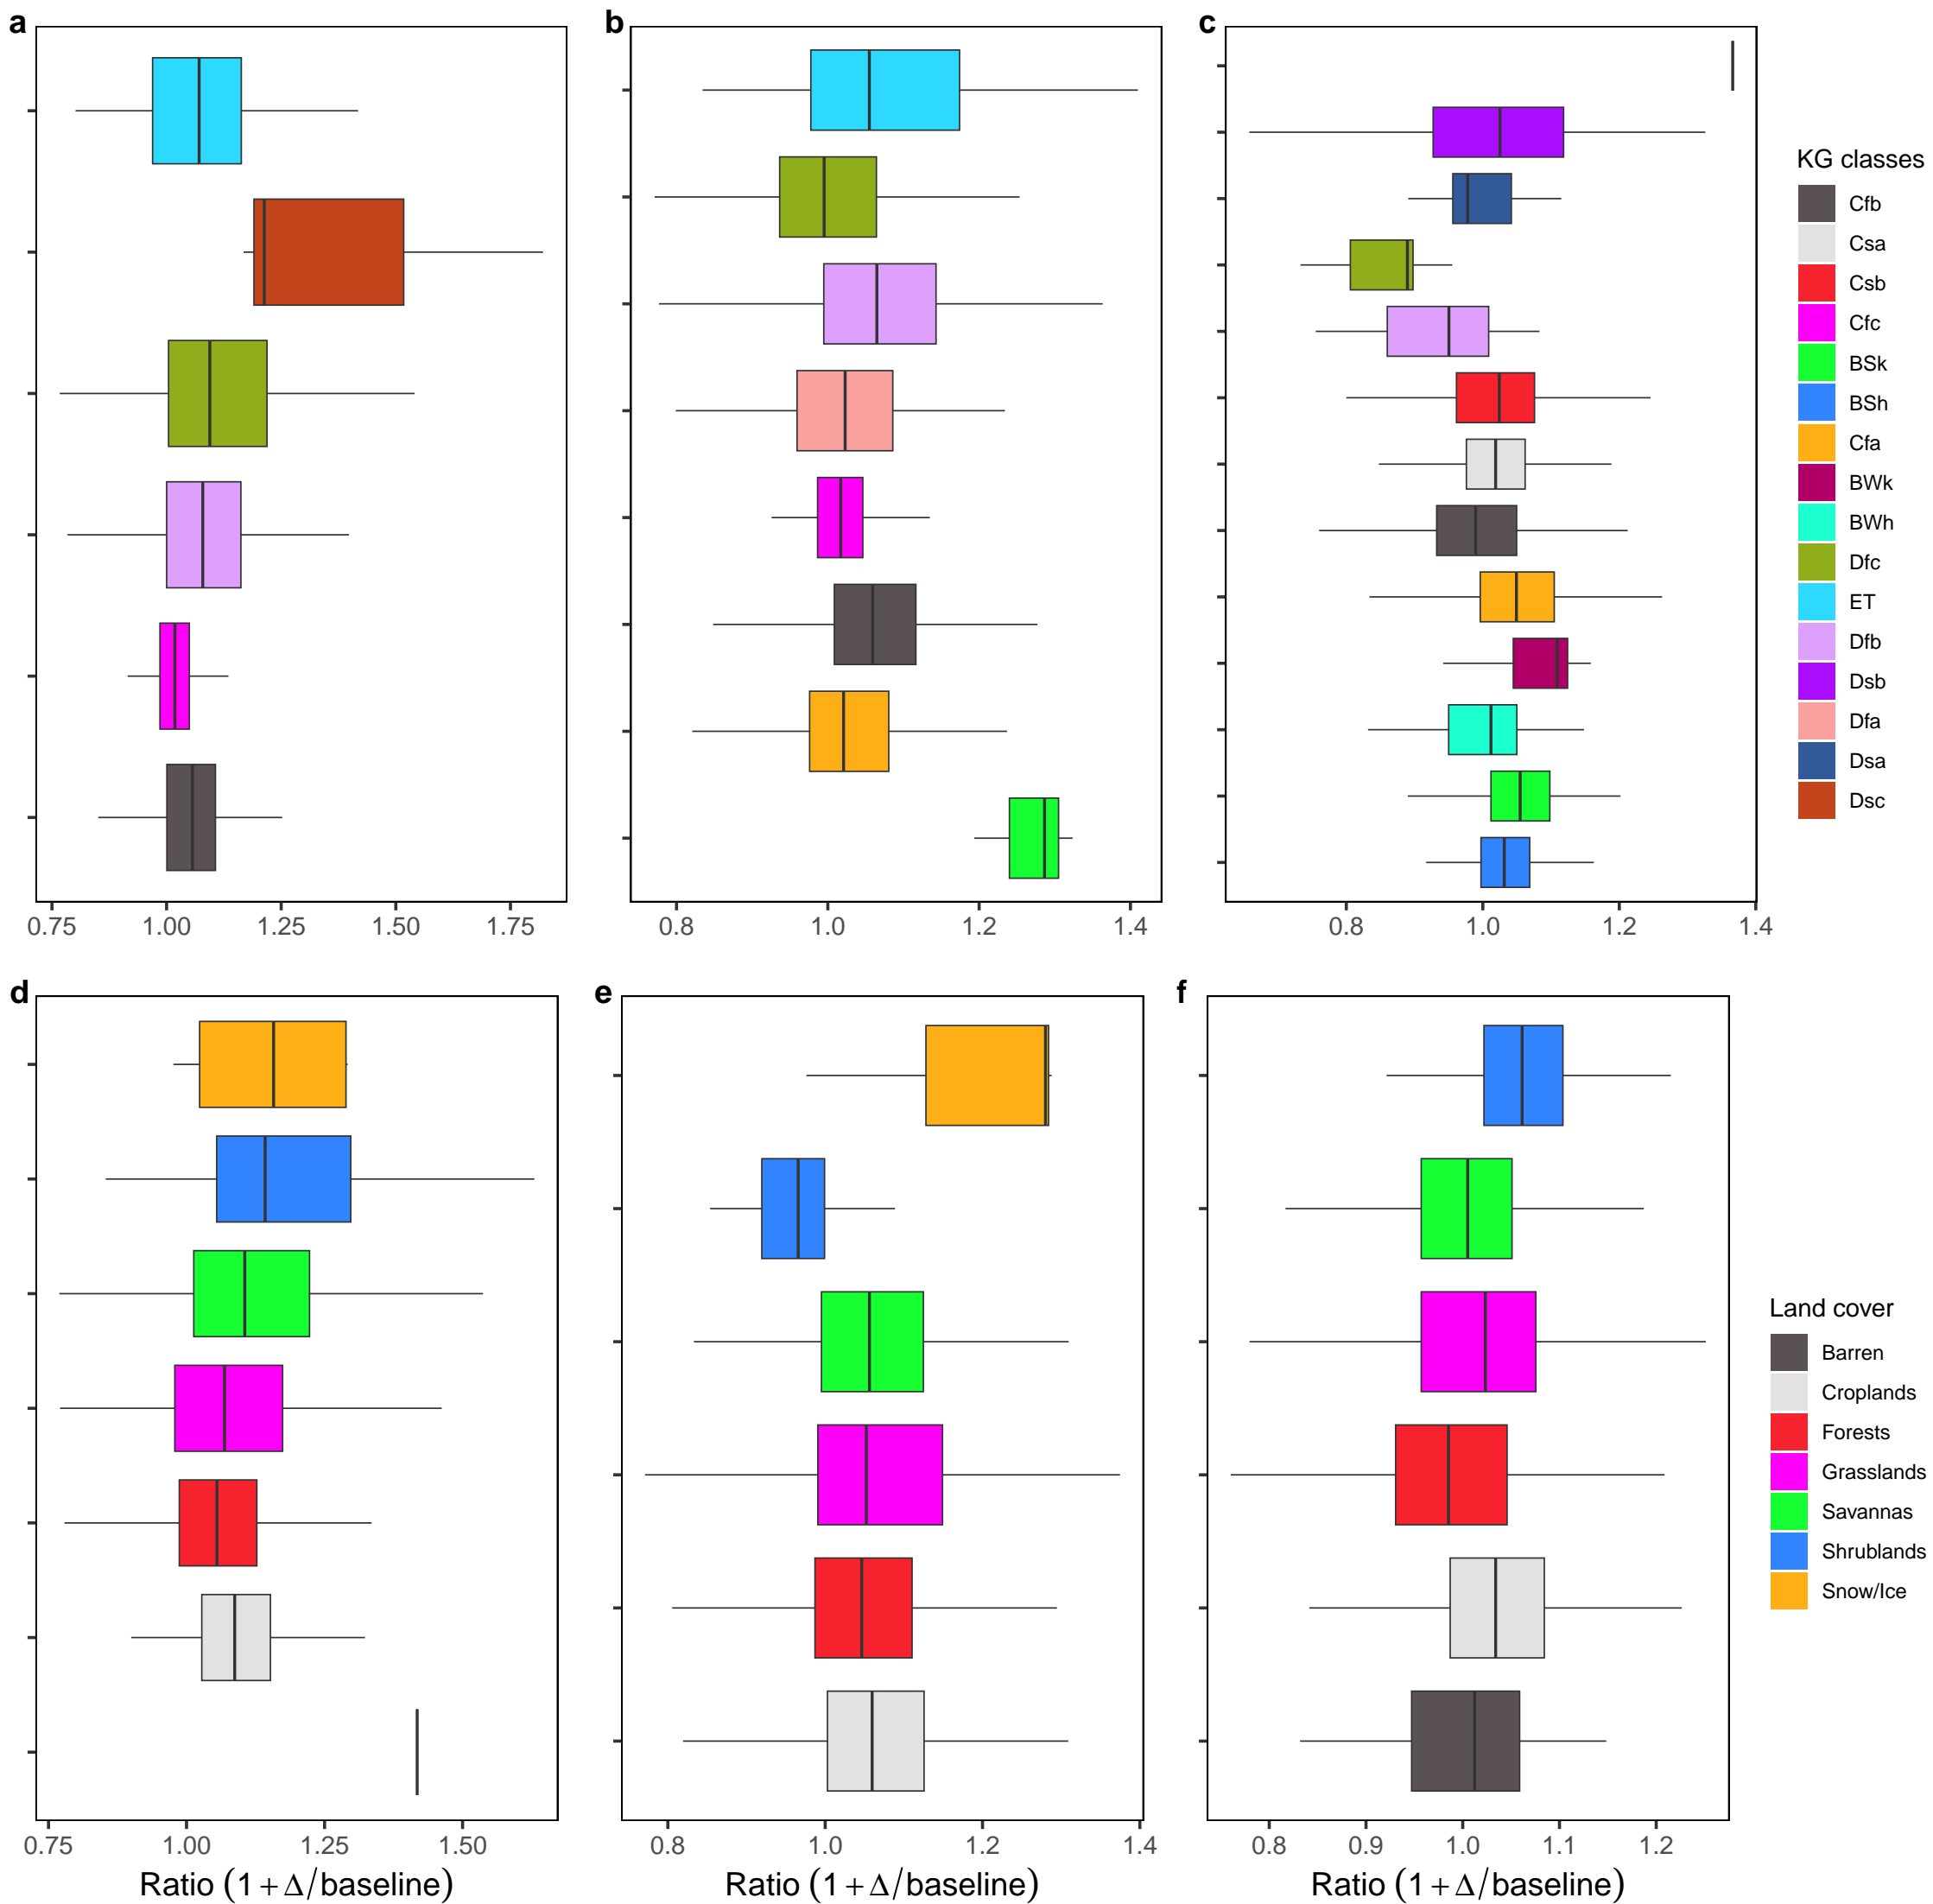 a
b
c
0.75 1.00 1.25 1.50 1.75
0.8 1.0 1.2 1.4
0.8 1.0 1.2 1.4
KG classes
Cfb
Csa
Csb
Cfc
BSk
BSh
Cfa
BWk
BWh
Dfc
ET
Dfb
Dsb
Dfa
Dsa
Dsc
d
e
f
0.75 1.00 1.25 1.50
0.8 1.0 1.2 1.4
0.8 0.9 1.0 1.1 1.2
Ratio (1 + Δ/baseline)
Ratio (1 + Δ/baseline)
Ratio (1 + Δ/baseline)
Land cover
Barren
Croplands
Forests
Grasslands
Savannas
Shrublands
Snow/Ice